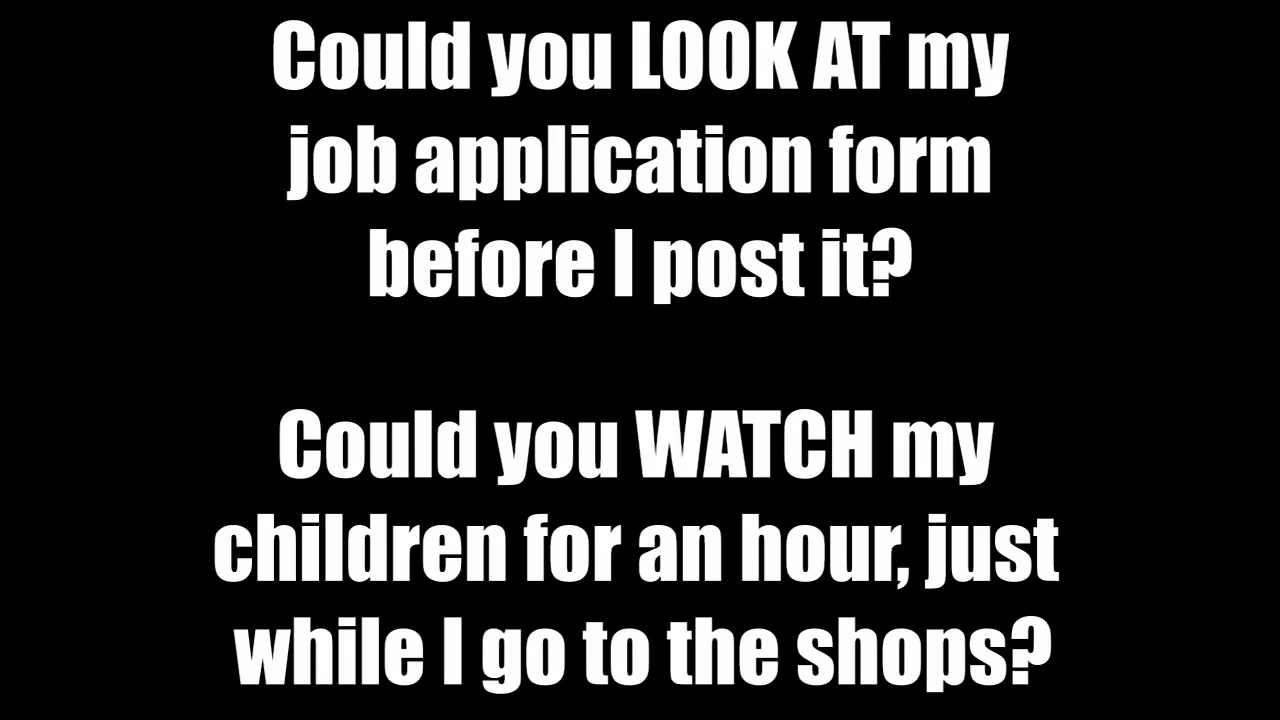 Could you LOOK AT my
job application form
before I post it?
Could you WATCH my
children for an hour, just
while I go to the shops?